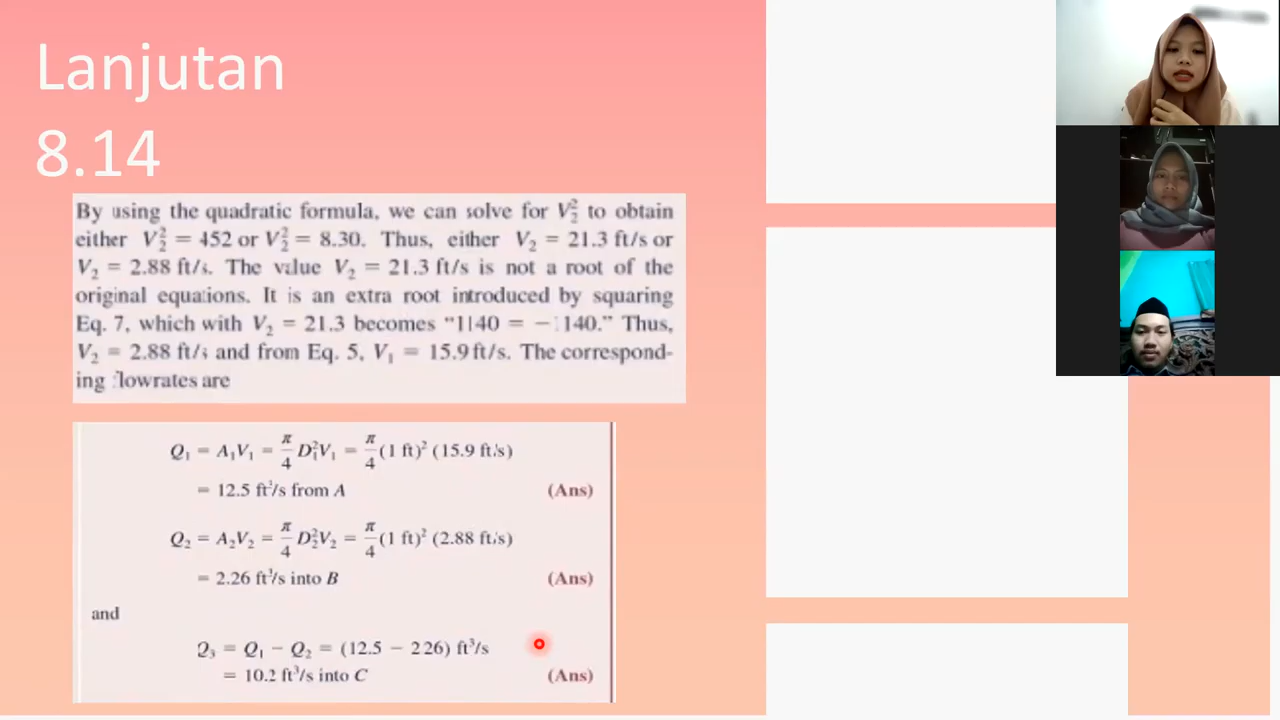 Lanjutan
8.14
By using the quadratic formula, we can solve for V₂² to obtain
either V₂² = 452 or V₂² = 8.30. Thus, either V₂ = 21.3 ft/s or
V₂ = 2.88 ft/s. The value V₂ = 21.3 ft/s is not a root of the
original equations. It is an extra root introduced by squaring
Eq. 7, which with V₂ = 21.3 becomes “1140 = −1140.” Thus,
V₂ = 2.88 ft/s and from Eq. 5, V₁ = 15.9 ft/s. The correspond-
ing flowrates are
Q₁ = A₁V₁ = π/4 D₁²V₁ = π/4 (1 ft)² (15.9 ft/s)
= 12.5 ft³/s from A (Ans)
Q₂ = A₂V₂ = π/4 D₂²V₂ = π/4 (1 ft)² (2.88 ft/s)
= 2.26 ft³/s into B (Ans)
and
Q₃ = Q₁ − Q₂ = (12.5 − 2.26) ft³/s
= 10.2 ft³/s into C (Ans)